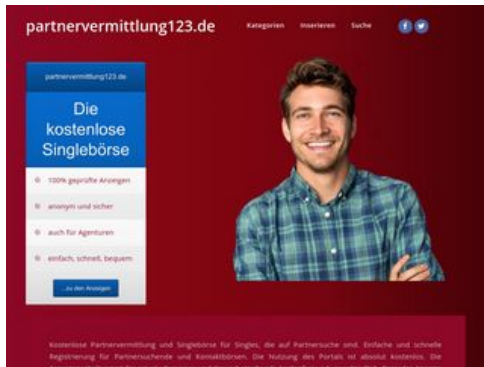 partnervermittlung123.de
Kategorien Inserieren Suche
partnervermittlung123.de
Die
kostenlose
Singlebörse
100% geprüfte Anzeigen
anonym und sicher
auch für Agenturen
einfach, schnell, bequem
...zu den Anzeigen
Kostenlose Partnervermittlung und Singlebörse für Singles, die auf Partnersuche sind. Einfache und schnelle
Registrierung für Partnersuchende und Kontaktbörsen. Die Nutzung des Portals ist absolut kostenlos. Die